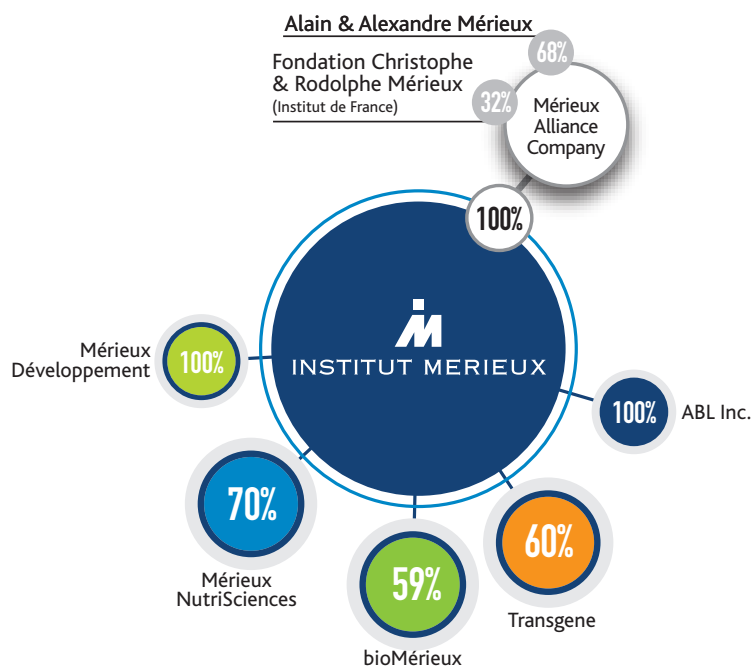 Alain & Alexandre Mérieux
68%
Fondation Christophe
& Rodolphe Mérieux
(Institut de France)
32%
Mérieux
Alliance
Company
100%
INSTITUT MERIEUX
Mérieux
Développement
100%
100%
ABL Inc.
70%
Mérieux
NutriSciences
59%
bioMérieux
60%
Transgene